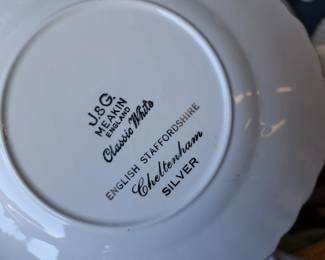 J.&G.
MEAKIN
ENGLAND
Classic White
ENGLISH STAFFORDSHIRE
Cheltenham
SILVER